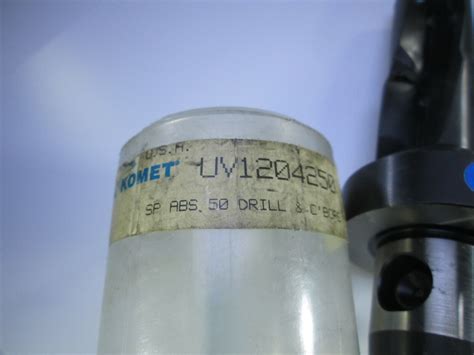 U.S.A.
KOMET UV1204250
SP ABS 50 DRILL & C'BORE